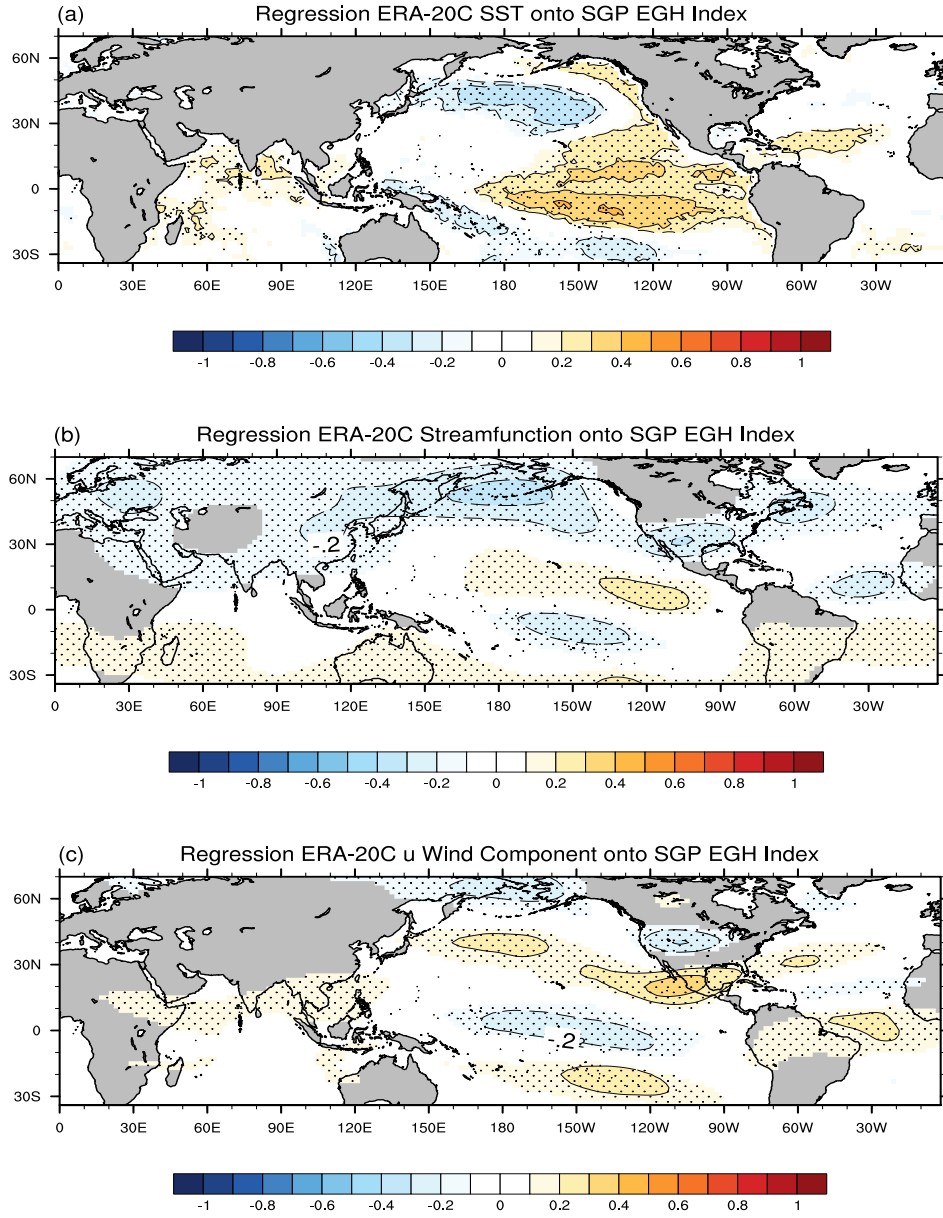 (a) Regression ERA-20C SST onto SGP EGH Index
60N
30N
0
30S
0 30E 60E 90E 120E 150E 180 150W 120W 90W 60W 30W
-1 -0.8 -0.6 -0.4 -0.2 0 0.2 0.4 0.6 0.8 1
(b) Regression ERA-20C Streamfunction onto SGP EGH Index
60N
30N
0
30S
-.2
0 30E 60E 90E 120E 150E 180 150W 120W 90W 60W 30W
-1 -0.8 -0.6 -0.4 -0.2 0 0.2 0.4 0.6 0.8 1
(c) Regression ERA-20C u Wind Component onto SGP EGH Index
60N
30N
0
30S
-.2
0 30E 60E 90E 120E 150E 180 150W 120W 90W 60W 30W
-1 -0.8 -0.6 -0.4 -0.2 0 0.2 0.4 0.6 0.8 1